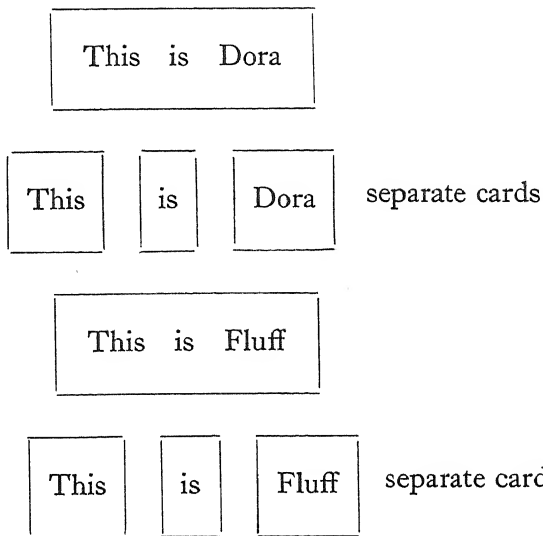 This is Dora
This is Dora separate cards
This is Fluff
This is Fluff separate card